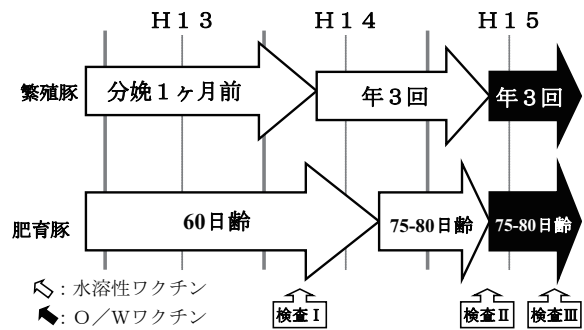 H13 H14 H15
繁殖豚 分娩1ヶ月前 年3回 年3回
肥育豚 60日齢 75-80日齢 75-80日齢
：水溶性ワクチン
：O／Wワクチン
検査Ⅰ 検査Ⅱ 検査Ⅲ